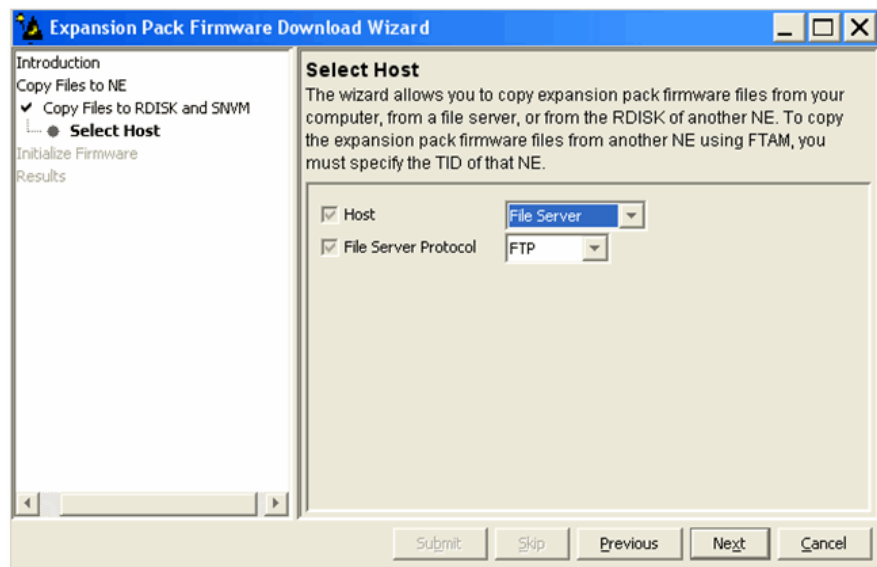 Expansion Pack Firmware Download Wizard
Introduction
Copy Files to NE
Copy Files to RDISK and SNVM
Select Host
Initialize Firmware
Results
Select Host
The wizard allows you to copy expansion pack firmware files from your
computer, from a file server, or from the RDISK of another NE. To copy
the expansion pack firmware files from another NE using FTAM, you
must specify the TID of that NE.
Host File Server
File Server Protocol FTP
Submit Skip Previous Next Cancel